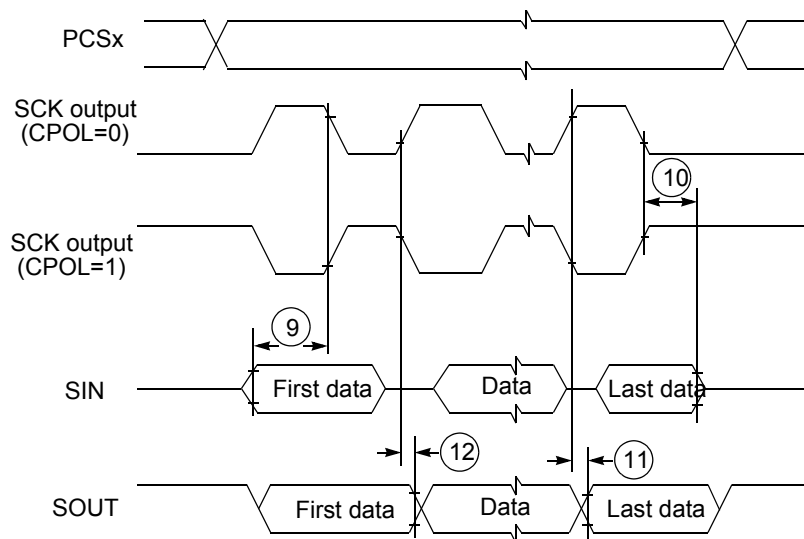 PCSx
SCK output
(CPOL=0)
10
SCK output
(CPOL=1)
9
SIN
First data
Data
Last data
12
11
SOUT
First data
Data
Last data